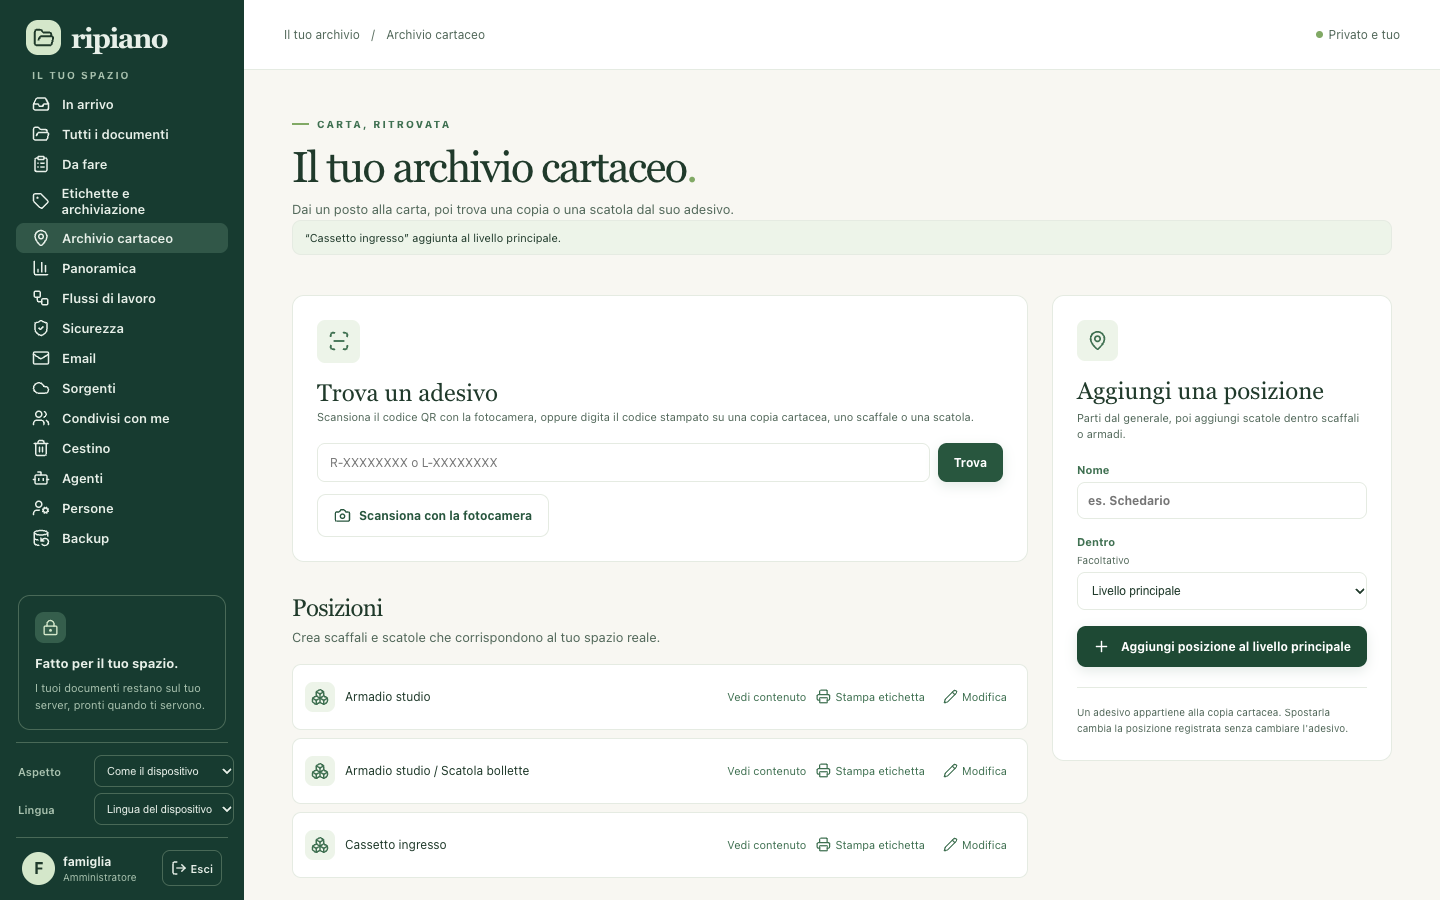 ripiano
IL TUO SPAZIO
In arrivo
Tutti i documenti
Da fare
Etichette e
archiviazione
Archivio cartaceo
Panoramica
Flussi di lavoro
Sicurezza
Email
Sorgenti
Condivisi con me
Cestino
Agenti
Persone
Backup
Fatto per il tuo spazio.
I tuoi documenti restano sul tuo
server, pronti quando ti servono.
Aspetto
Come il dispositivo
Lingua
Lingua del dispositivo
F
famiglia
Amministratore
Esci
Il tuo archivio / Archivio cartaceo
Privato e tuo
CARTA, RITROVATA
Il tuo archivio cartaceo.
Dai un posto alla carta, poi trova una copia o una scatola dal suo adesivo.
“Cassetto ingresso” aggiunta al livello principale.
Trova un adesivo
Scansiona il codice QR con la fotocamera, oppure digita il codice stampato su una copia cartacea, uno scaffale o una scatola.
R-XXXXXXXX o L-XXXXXXXX
Trova
Scansiona con la fotocamera
Posizioni
Crea scaffali e scatole che corrispondono al tuo spazio reale.
Armadio studio Vedi contenuto Stampa etichetta Modifica
Armadio studio / Scatola bollette Vedi contenuto Stampa etichetta Modifica
Cassetto ingresso Vedi contenuto Stampa etichetta Modifica
Aggiungi una posizione
Parti dal generale, poi aggiungi scatole dentro scaffali
o armadi.
Nome
es. Schedario
Dentro
Facoltativo
Livello principale
Aggiungi posizione al livello principale
Un adesivo appartiene alla copia cartacea. Spostarla
cambia la posizione registrata senza cambiare l'adesivo.